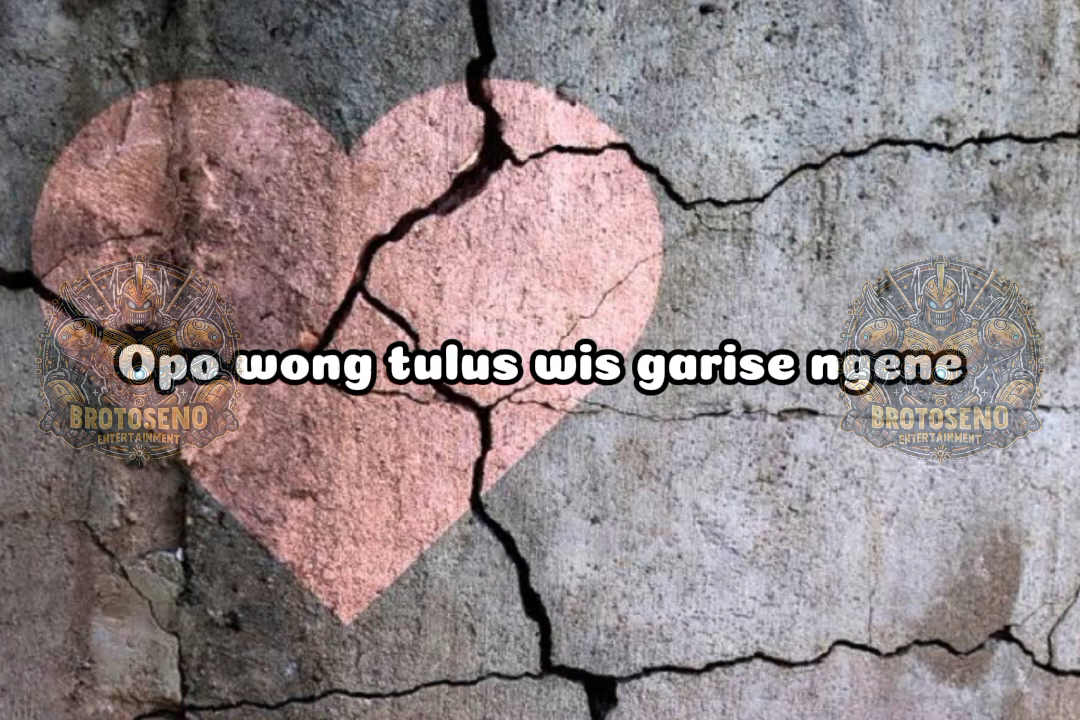 Opo wong tulus wis garise ngene
BROTOSENO
ENTERTAINMENT
BROTOSENO
ENTERTAINMENT